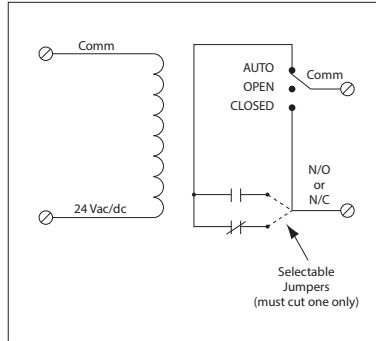 Comm
24 Vac/dc
AUTO
OPEN
CLOSED
Comm
N/O
or
N/C
Selectable
Jumpers
(must cut one only)